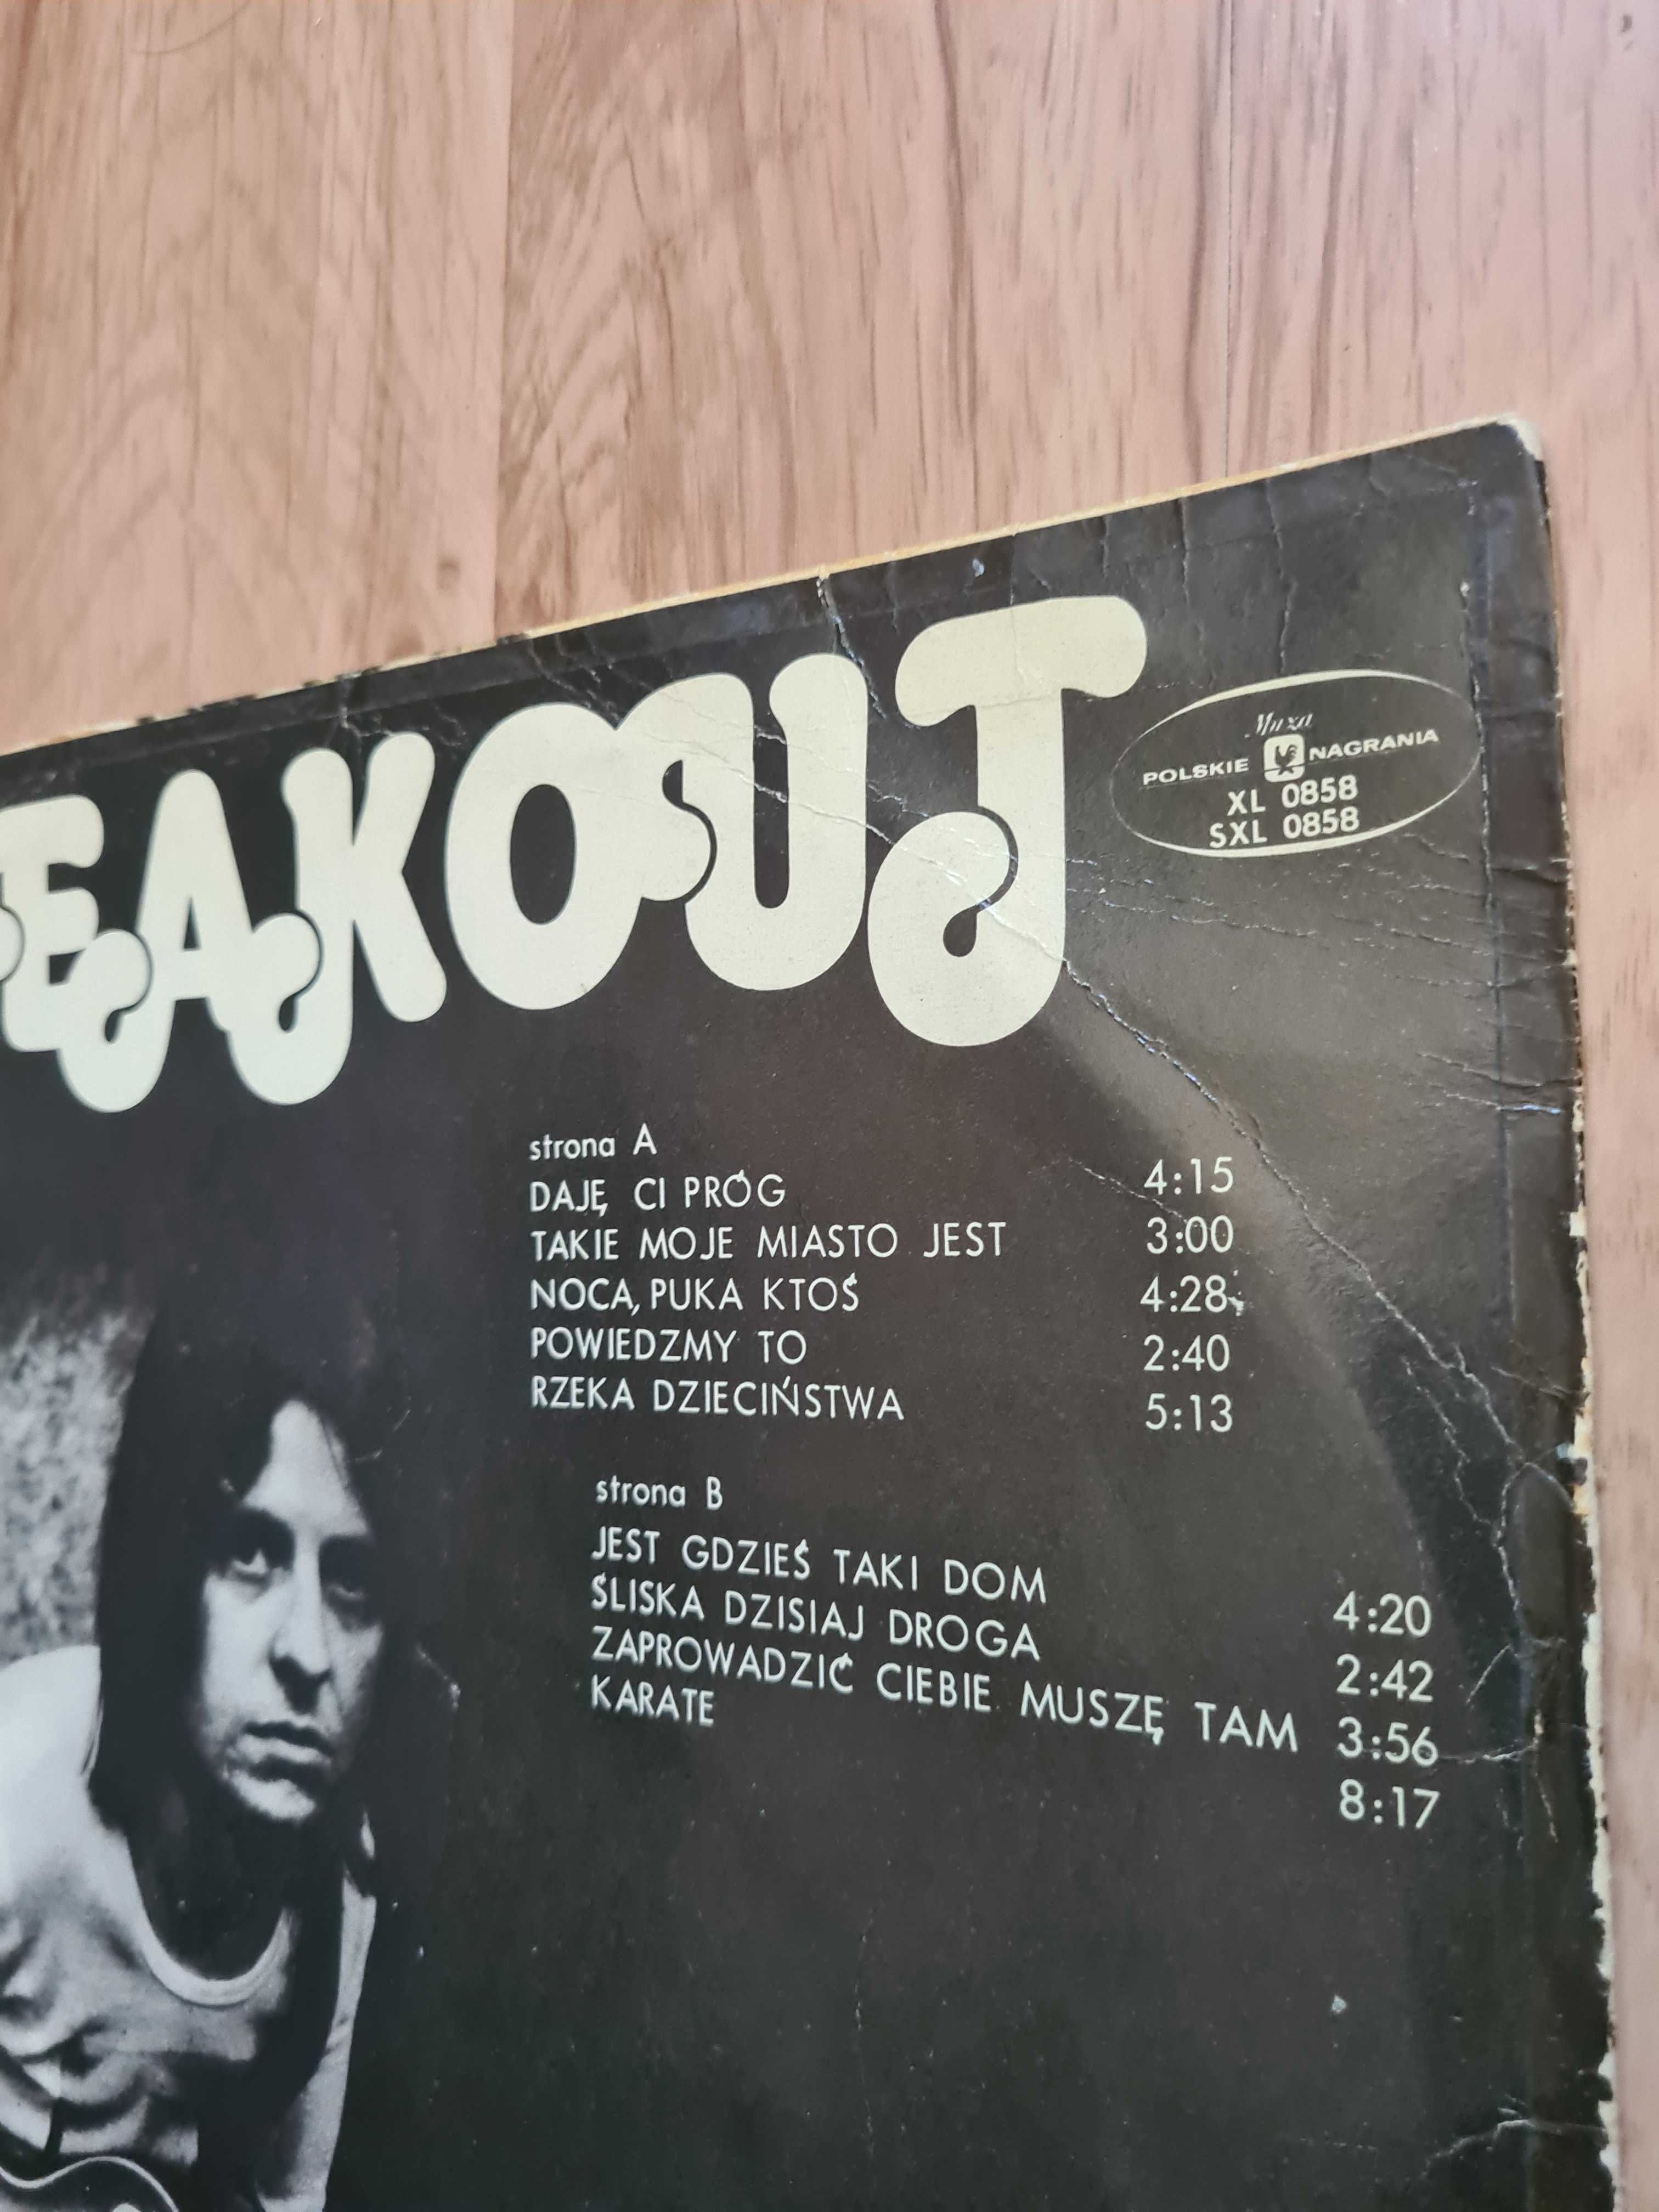 EAKOUT
Muza
POLSKIE NAGRANIA
XL 0858
SXL 0858
strona A
DAJĘ CI PRÓG 4:15
TAKIE MOJE MIASTO JEST 3:00
NOCĄ, PUKA KTOŚ 4:28
POWIEDZMY TO 2:40
RZEKA DZIECIŃSTWA 5:13
strona B
JEST GDZIEŚ TAKI DOM 4:20
ŚLISKA DZISIAJ DROGA 2:42
ZAPROWADZIĆ CIEBIE MUSZĘ TAM 3:56
KARATE 8:17